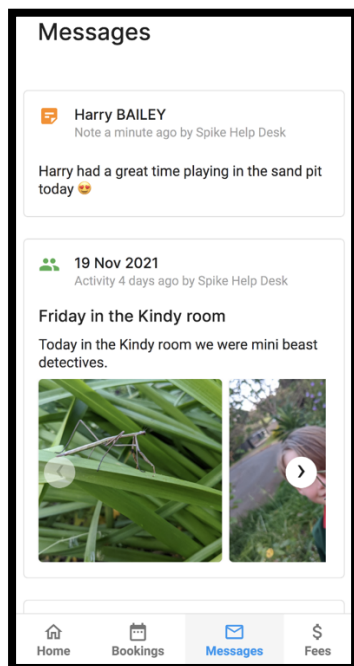 Messages
Harry BAILEY
Note a minute ago by Spike Help Desk
Harry had a great time playing in the sand pit
today 😍
19 Nov 2021
Activity 4 days ago by Spike Help Desk
Friday in the Kindy room
Today in the Kindy room we were mini beast
detectives.
Home Bookings Messages Fees